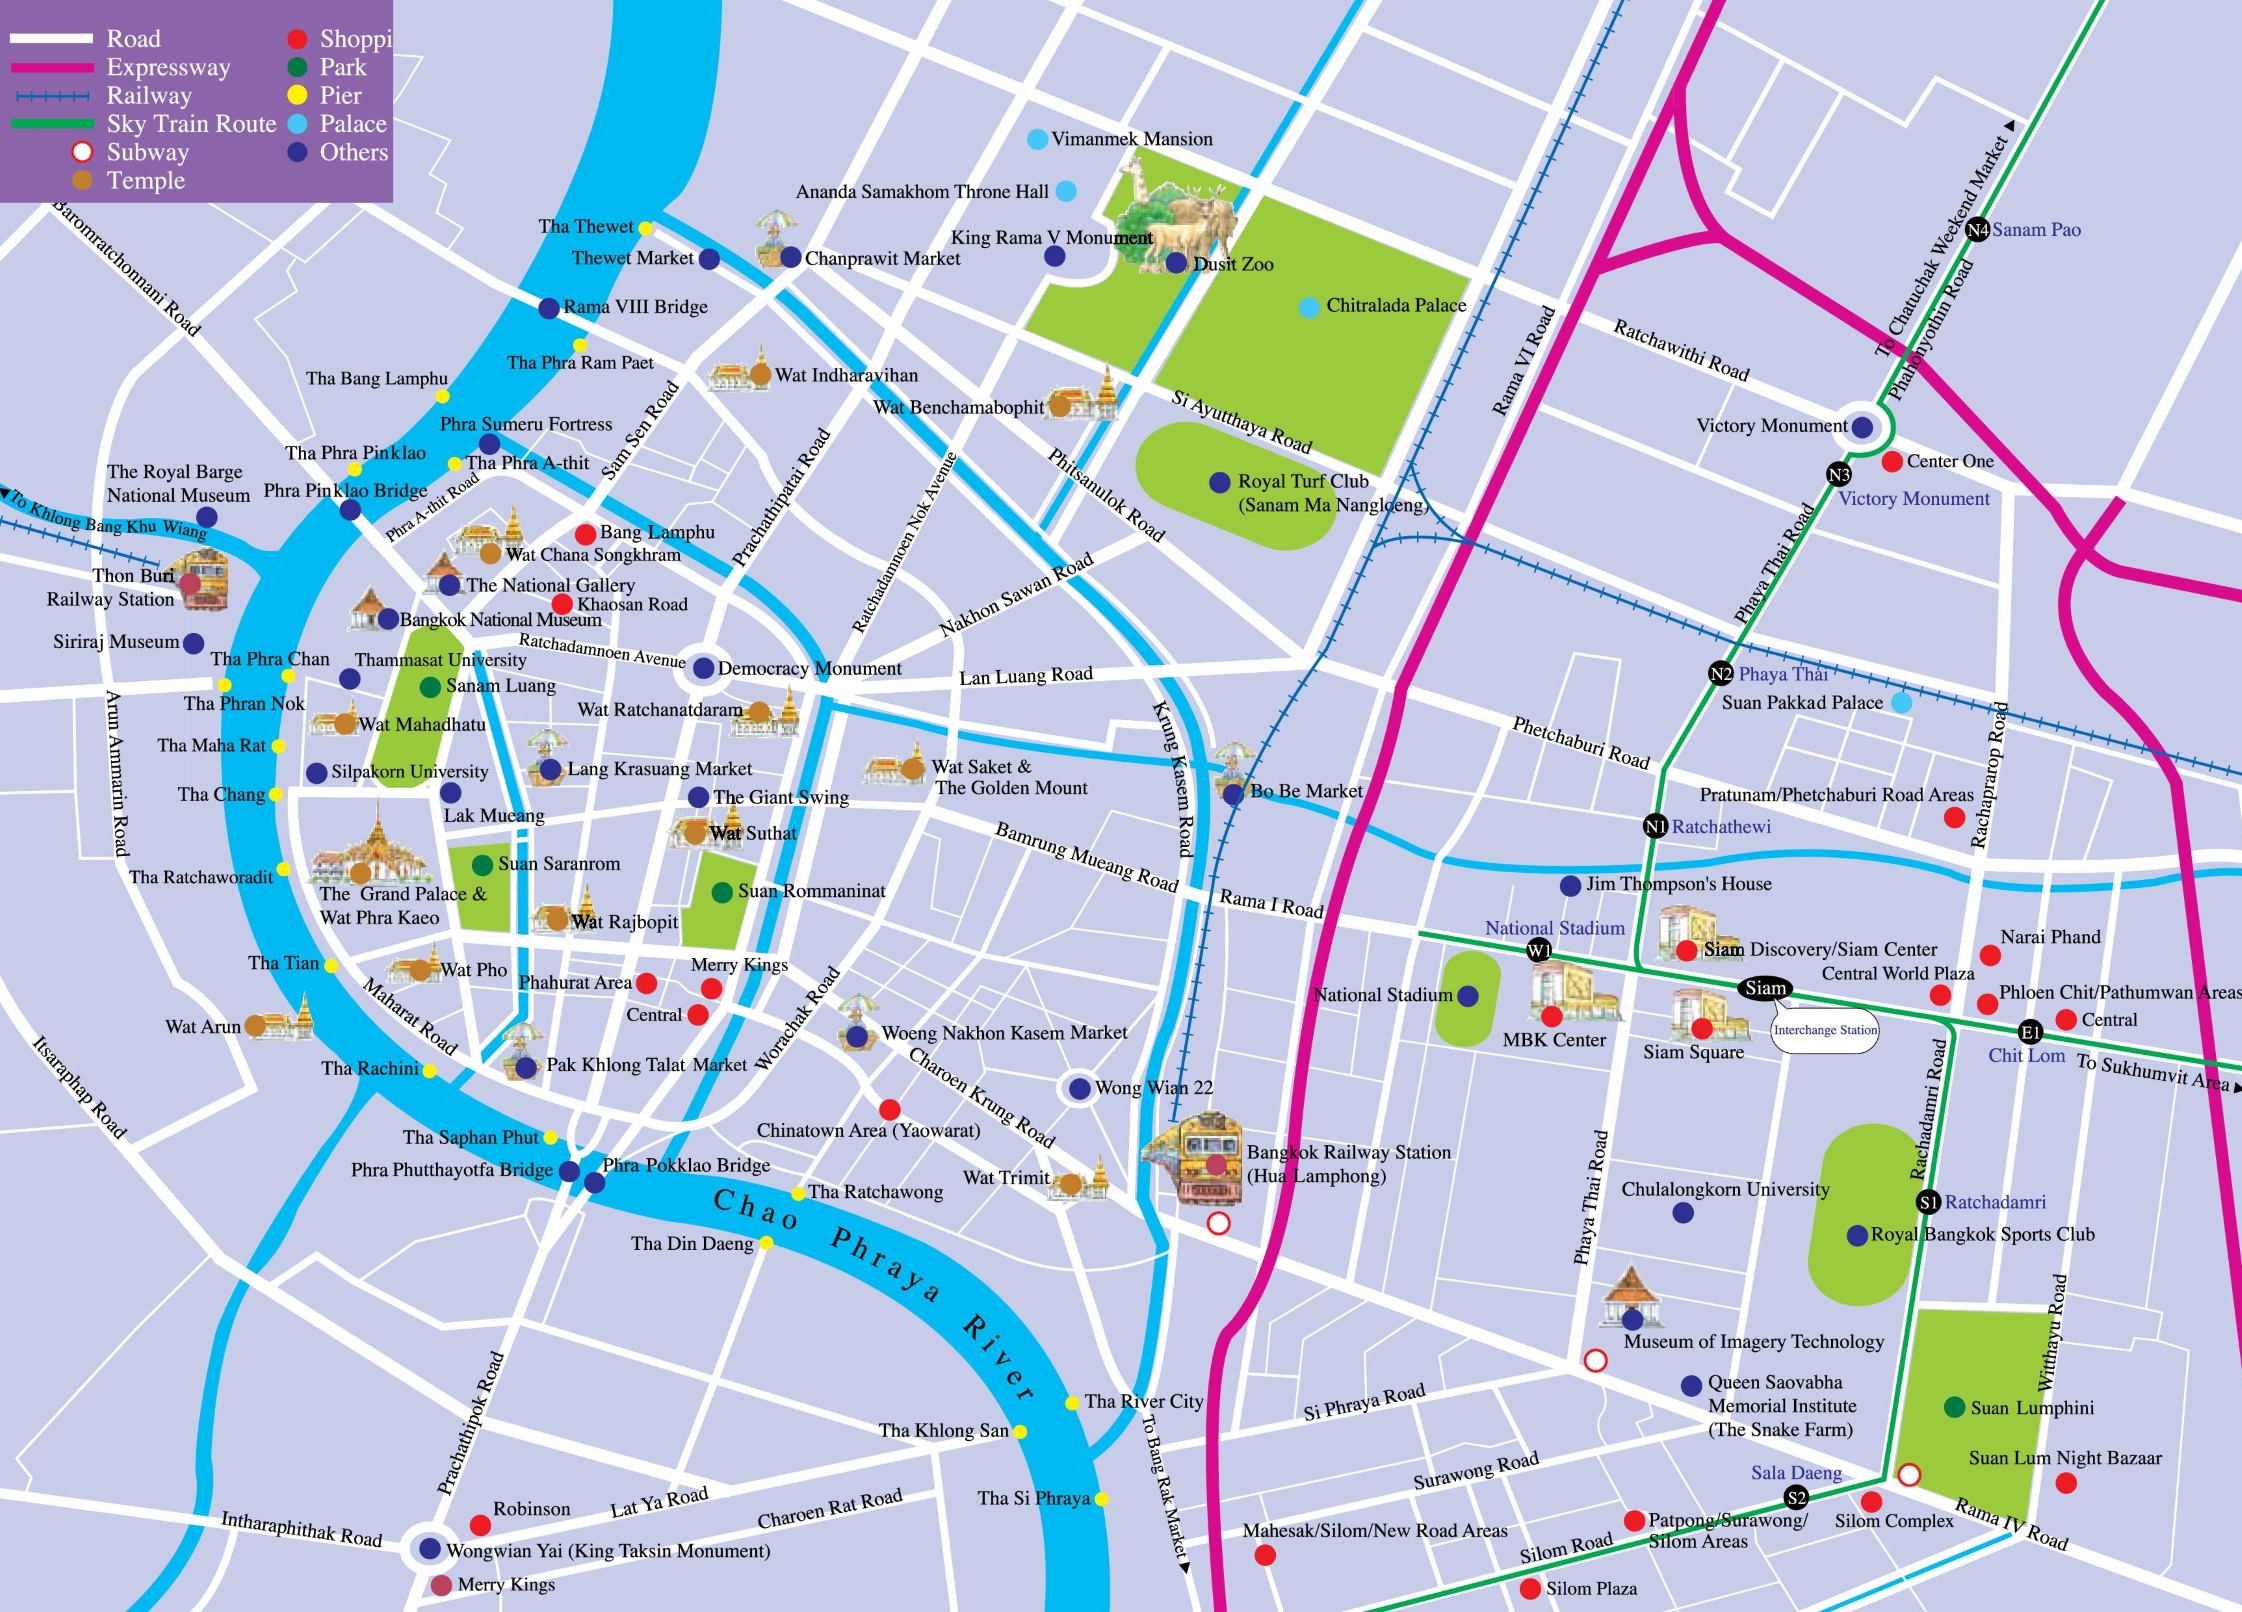 Road
Expressway
Railway
Sky Train Route
Subway
Temple
Shoppi
Park
Pier
Palace
Others
Baromratchonnani Road
Tha Thewet
Thewet Market
Chanprawit Market
Vimanmek Mansion
Ananda Samakhom Throne Hall
King Rama V Monument
Dusit Zoo
Chitralada Palace
Rama VIII Bridge
Tha Phra Ram Paet
Tha Bang Lamphu
Phra Sumeru Fortress
Tha Phra Pinklao
Tha Phra A-thit
Phra Pinklao Bridge
Phra A-thit Road
The Royal Barge
National Museum
To Khlong Bang Khu Wiang
Thon Buri
Railway Station
Siriraj Museum
Sam Sen Road
Wat Indharavihan
Wat Benchamabophit
Si Ayutthaya Road
Royal Turf Club
(Sanam Ma Nangloeng)
Phitsanulok Road
Prachathipatai Road
Ratchadamnoen Nok Avenue
Nakhon Sawan Road
Rama VI Road
Ratchawithi Road
To Chatuchak Weekend Market
Phahonyothin Road
N4
Sanam Pao
Victory Monument
Center One
N3
Victory Monument
Phaya Thai Road
N2
Phaya Thai
Suan Pakkad Palace
Wat Chana Songkhram
Bang Lamphu
The National Gallery
Khaosan Road
Bangkok National Museum
Ratchadamnoen Avenue
Democracy Monument
Lan Luang Road
Tha Phra Chan
Thammasat University
Sanam Luang
Tha Phran Nok
Wat Mahadhatu
Wat Ratchanatdaram
Arun Ammarin Road
Tha Maha Rat
Silpakorn University
Lang Krasuang Market
Wat Saket &
The Golden Mount
Krung Kasem Road
Bo Be Market
Phetchaburi Road
Pratunam/Phetchaburi Road Areas
Rachaprarop Road
N1
Ratchathewi
Tha Chang
Lak Mueang
The Giant Swing
Wat Suthat
Bamrung Mueang Road
Tha Ratchaworadit
The Grand Palace &
Wat Phra Kaeo
Suan Saranrom
Suan Rommaninat
Wat Rajbopit
Rama I Road
Jim Thompson's House
National Stadium
W1
Siam Discovery/Siam Center
Narai Phand
Central World Plaza
Siam
Interchange Station
Phloen Chit/Pathumwan Areas
Central
E1
Chit Lom
To Sukhumvit Area
National Stadium
MBK Center
Siam Square
Tha Tian
Wat Pho
Maharat Road
Phahurat Area
Merry Kings
Central
Wat Arun
Itsaraphap Road
Tha Rachini
Pak Khlong Talat Market
Worachak Road
Woeng Nakhon Kasem Market
Charoen Krung Road
Wong Wian 22
Chinatown Area (Yaowarat)
Wat Trimit
Bangkok Railway Station
(Hua Lamphong)
Tha Saphan Phut
Phra Phutthayotfa Bridge
Phra Pokklao Bridge
Tha Ratchawong
Tha Din Daeng
Chao Phraya River
Phaya Thai Road
Chulalongkorn University
Rachadamri Road
S1
Ratchadamri
Royal Bangkok Sports Club
Museum of Imagery Technology
Witthayu Road
Queen Saovabha
Memorial Institute
(The Snake Farm)
Suan Lumphini
Suan Lum Night Bazaar
Si Phraya Road
Surawong Road
Sala Daeng
S2
Silom Complex
Rama IV Road
Patpong/Surawong/
Silom Areas
Silom Road
Silom Plaza
Mahesak/Silom/New Road Areas
To Bang Rak Market
Tha River City
Tha Khlong San
Tha Si Phraya
Prachathipok Road
Robinson
Lat Ya Road
Charoen Rat Road
Intharaphithak Road
Wongwian Yai (King Taksin Monument)
Merry Kings